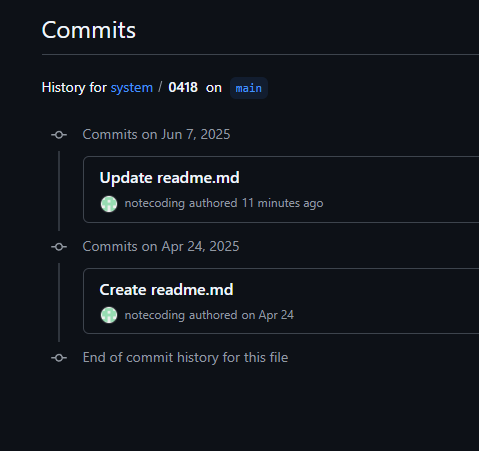 Commits
History for system / 0418 on main
Commits on Jun 7, 2025
Update readme.md
notecoding authored 11 minutes ago
Commits on Apr 24, 2025
Create readme.md
notecoding authored on Apr 24
End of commit history for this file